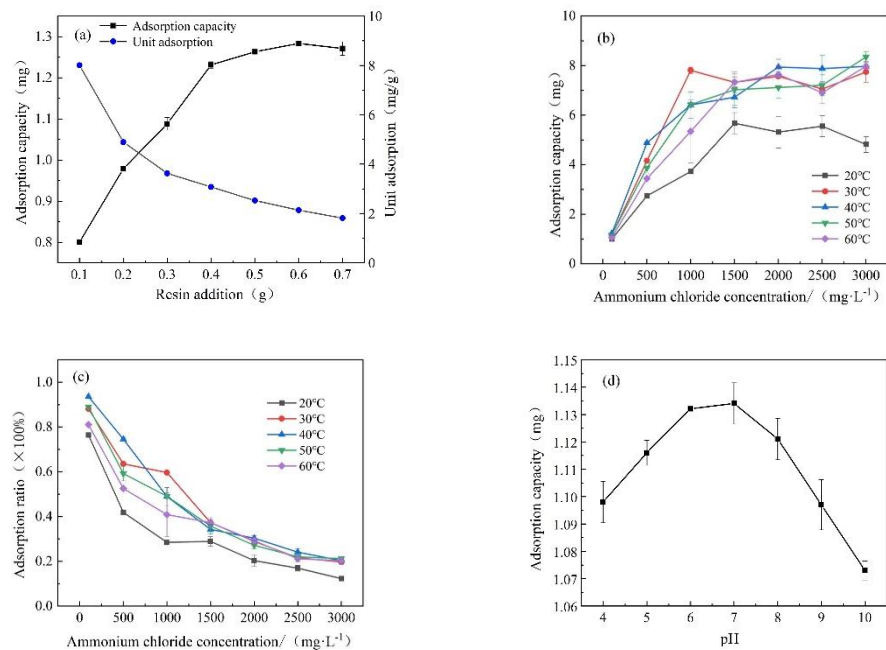 (a)
Adsorption capacity
Unit adsorption
1.3
1.2
1.1
1.0
0.9
0.8
Adsorption capacity（mg）
10
8
6
4
2
0
Unit adsorption（mg/g）
0.1 0.2 0.3 0.4 0.5 0.6 0.7
Resin addition（g）
(b)
10
8
6
4
2
0
Adsorption capacity（mg）
20℃
30℃
40℃
50℃
60℃
0 500 1000 1500 2000 2500 3000
Ammonium chloride concentration/（mg·L⁻¹）
(c)
1.0
0.8
0.6
0.4
0.2
0.0
Adsorption ratio（×100%）
20℃
30℃
40℃
50℃
60℃
0 500 1000 1500 2000 2500 3000
Ammonium chloride concentration/（mg·L⁻¹）
(d)
1.15
1.14
1.13
1.12
1.11
1.10
1.090
1.080
1.07
1.06
Adsorption capacity（mg）
4 5 6 7 8 9 10
pH